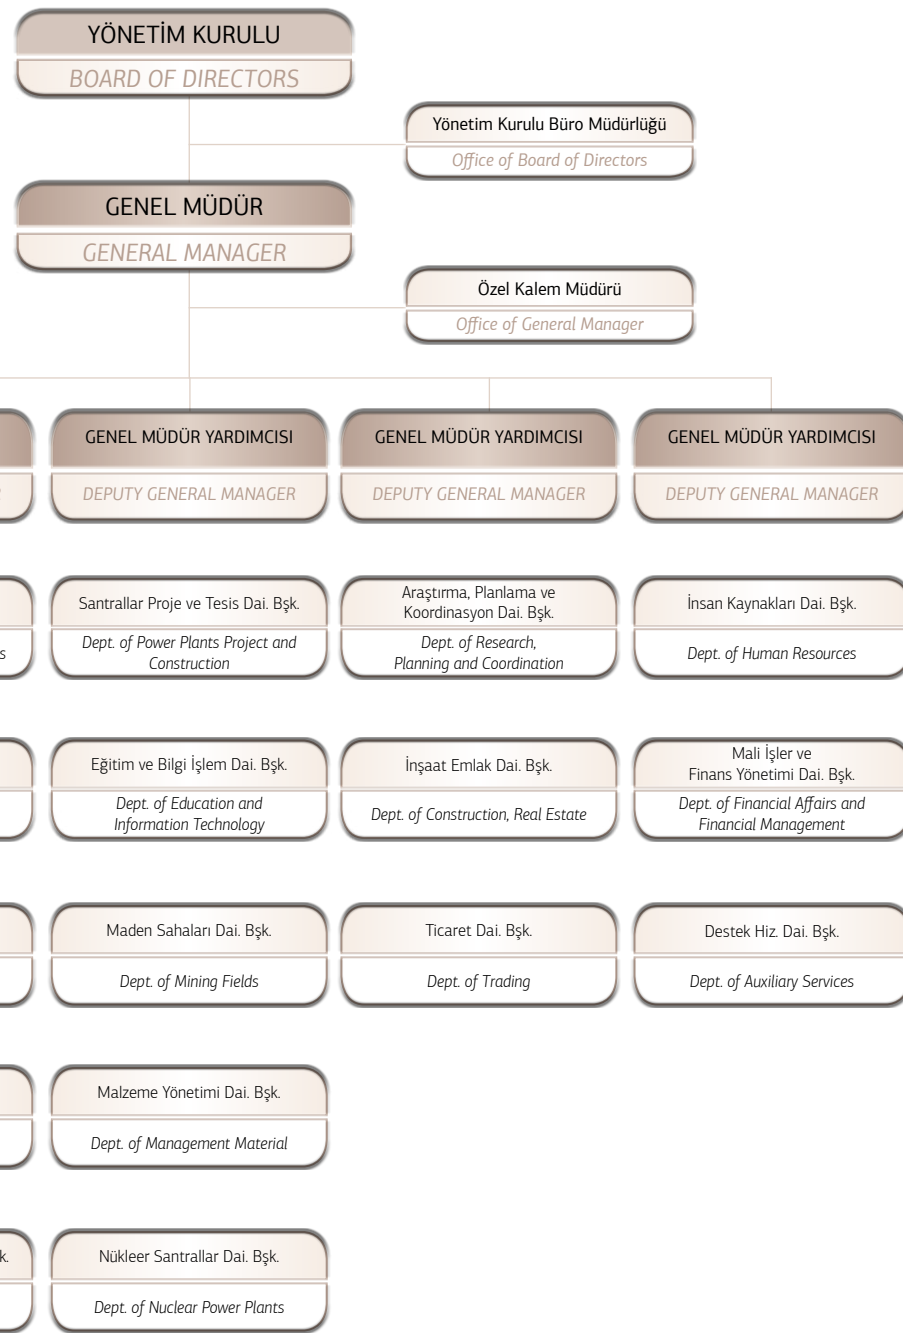 YÖNETİM KURULU
BOARD OF DIRECTORS
Yönetim Kurulu Büro Müdürlüğü
Office of Board of Directors
GENEL MÜDÜR
GENERAL MANAGER
Özel Kalem Müdürü
Office of General Manager
GENEL MÜDÜR YARDIMCISI
DEPUTY GENERAL MANAGER
GENEL MÜDÜR YARDIMCISI
DEPUTY GENERAL MANAGER
GENEL MÜDÜR YARDIMCISI
DEPUTY GENERAL MANAGER
Santrallar Proje ve Tesis Dai. Bşk.
Dept. of Power Plants Project and
Construction
Araştırma, Planlama ve
Koordinasyon Dai. Bşk.
Dept. of Research,
Planning and Coordination
İnsan Kaynakları Dai. Bşk.
Dept. of Human Resources
Eğitim ve Bilgi İşlem Dai. Bşk.
Dept. of Education and
Information Technology
İnşaat Emlak Dai. Bşk.
Dept. of Construction, Real Estate
Mali İşler ve
Finans Yönetimi Dai. Bşk.
Dept. of Financial Affairs and
Financial Management
Maden Sahaları Dai. Bşk.
Dept. of Mining Fields
Ticaret Dai. Bşk.
Dept. of Trading
Destek Hiz. Dai. Bşk.
Dept. of Auxiliary Services
Malzeme Yönetimi Dai. Bşk.
Dept. of Management Material
Nükleer Santrallar Dai. Bşk.
Dept. of Nuclear Power Plants